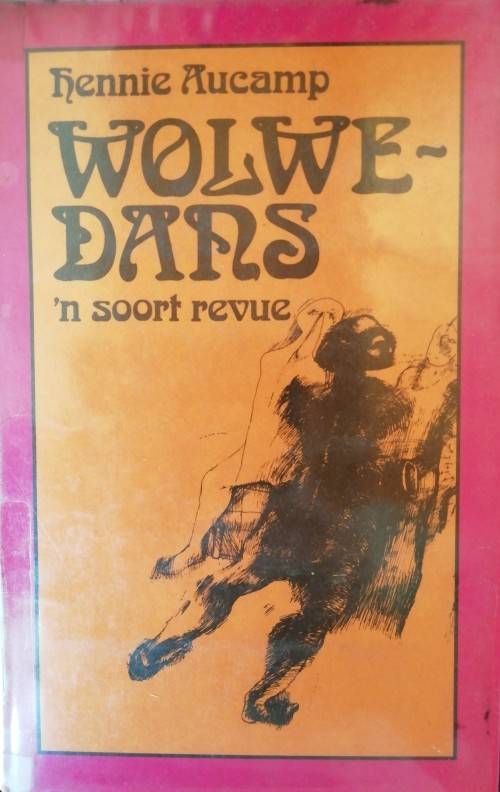 Hennie Aucamp
WOLWE-
DANS
'n soort revue